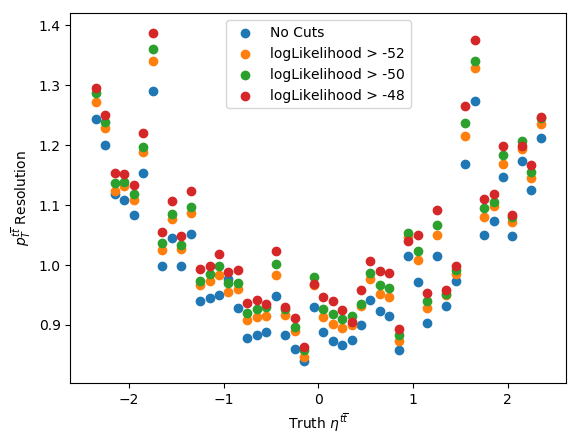 No Cuts
logLikelihood > -52
logLikelihood > -50
logLikelihood > -48
1.4
1.3
1.2
1.1
1.0
0.9
−2
−1
0
1
2
$p_T^{t\bar{t}}$ Resolution
Truth $\eta^{t\bar{t}}$